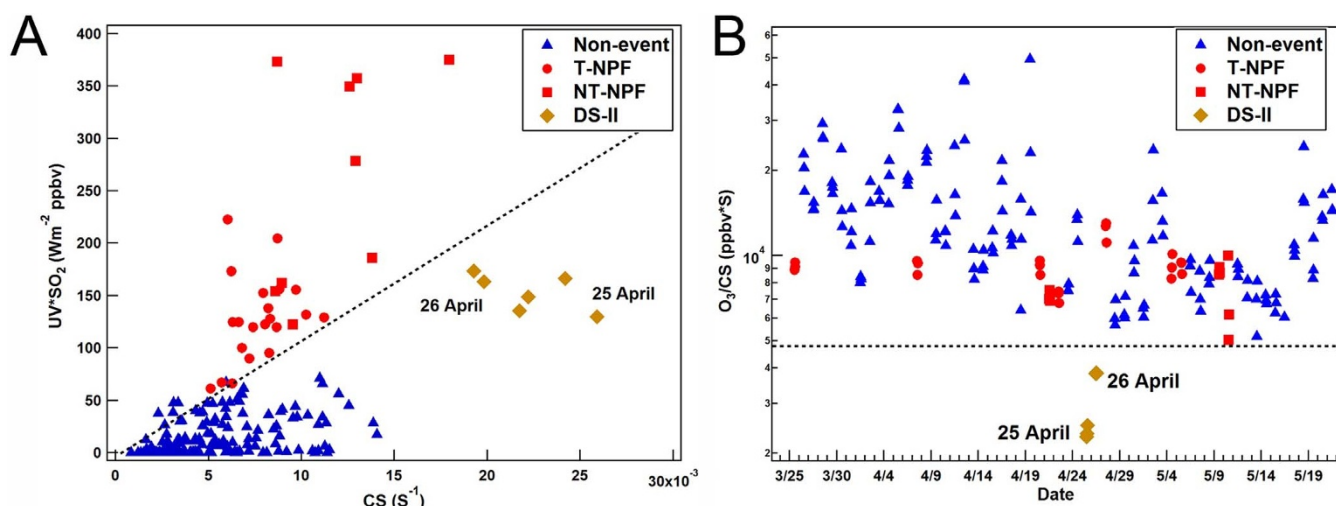 A
UV*SO₂ (Wm⁻² ppbv)
400
350
300
250
200
150
100
50
0
Non-event
T-NPF
NT-NPF
DS-II
26 April
25 April
0
5
10
15
20
25
30x10⁻³
CS (S⁻¹)
B
O₃/CS (ppbv*S)
6
5
4
3
2
10⁴
9
8
7
6
5
4
3
2
Non-event
T-NPF
NT-NPF
DS-II
26 April
25 April
3/25
3/30
4/4
4/9
4/14
4/19
4/24
4/29
5/4
5/9
5/14
5/19
Date